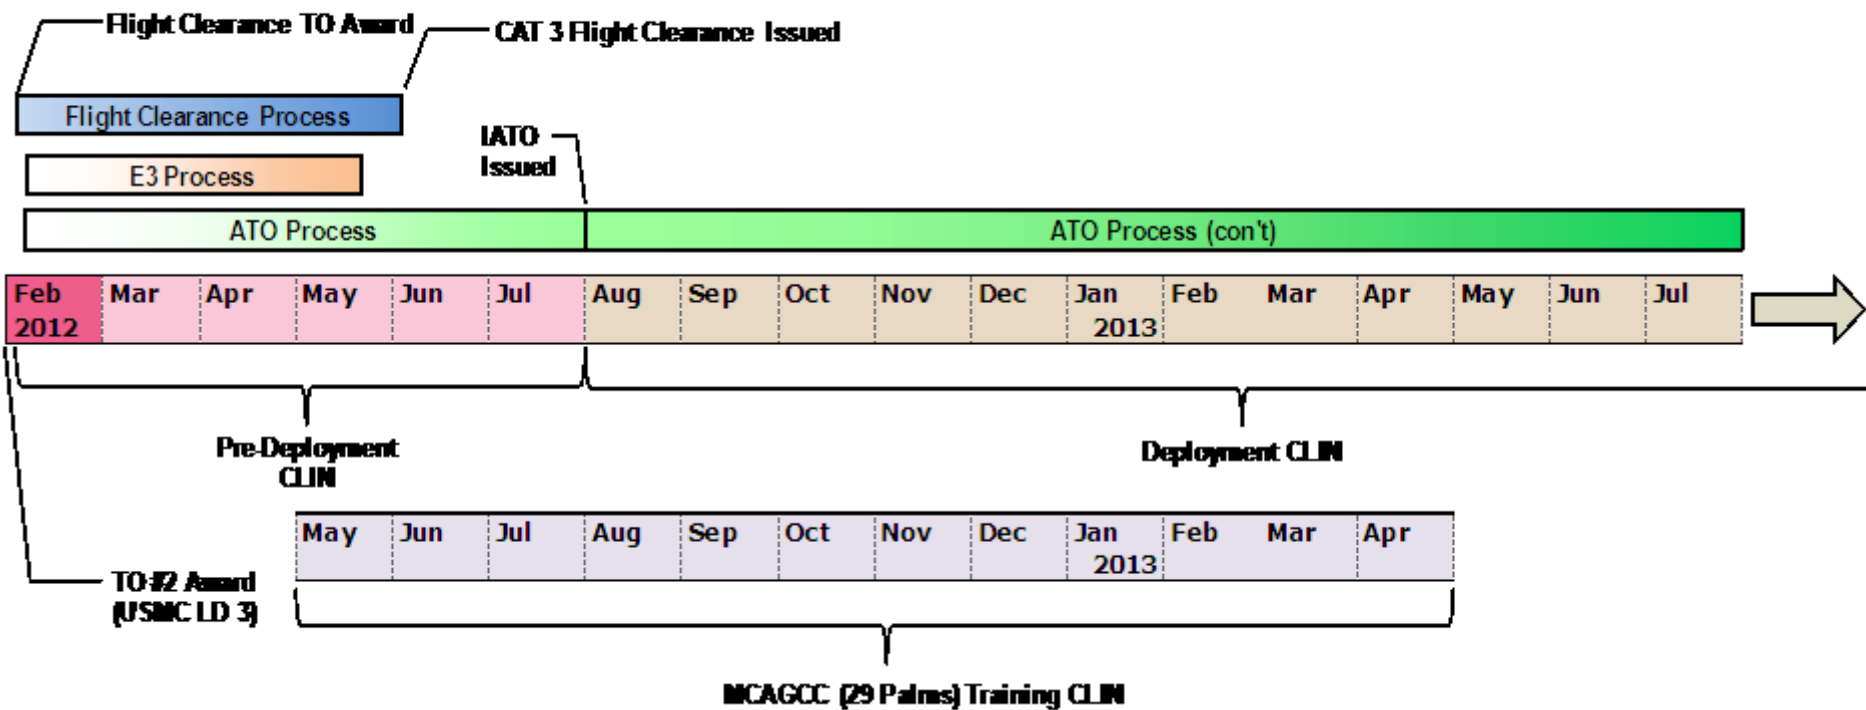 Flight Clearance TO Award
CAT 3 Flight Clearance Issued
Flight Clearance Process
IATO
Issued
E3 Process
ATO Process
ATO Process (con't)
Feb Mar Apr May Jun Jul Aug Sep Oct Nov Dec Jan Feb Mar Apr May Jun Jul
2012 2013
Pre-Deployment
CLIN
Deployment CLIN
May Jun Jul Aug Sep Oct Nov Dec Jan Feb Mar Apr
2013
TO #2 Award
(USMC LD 3)
MCAGCC (29 Palms) Training CLIN